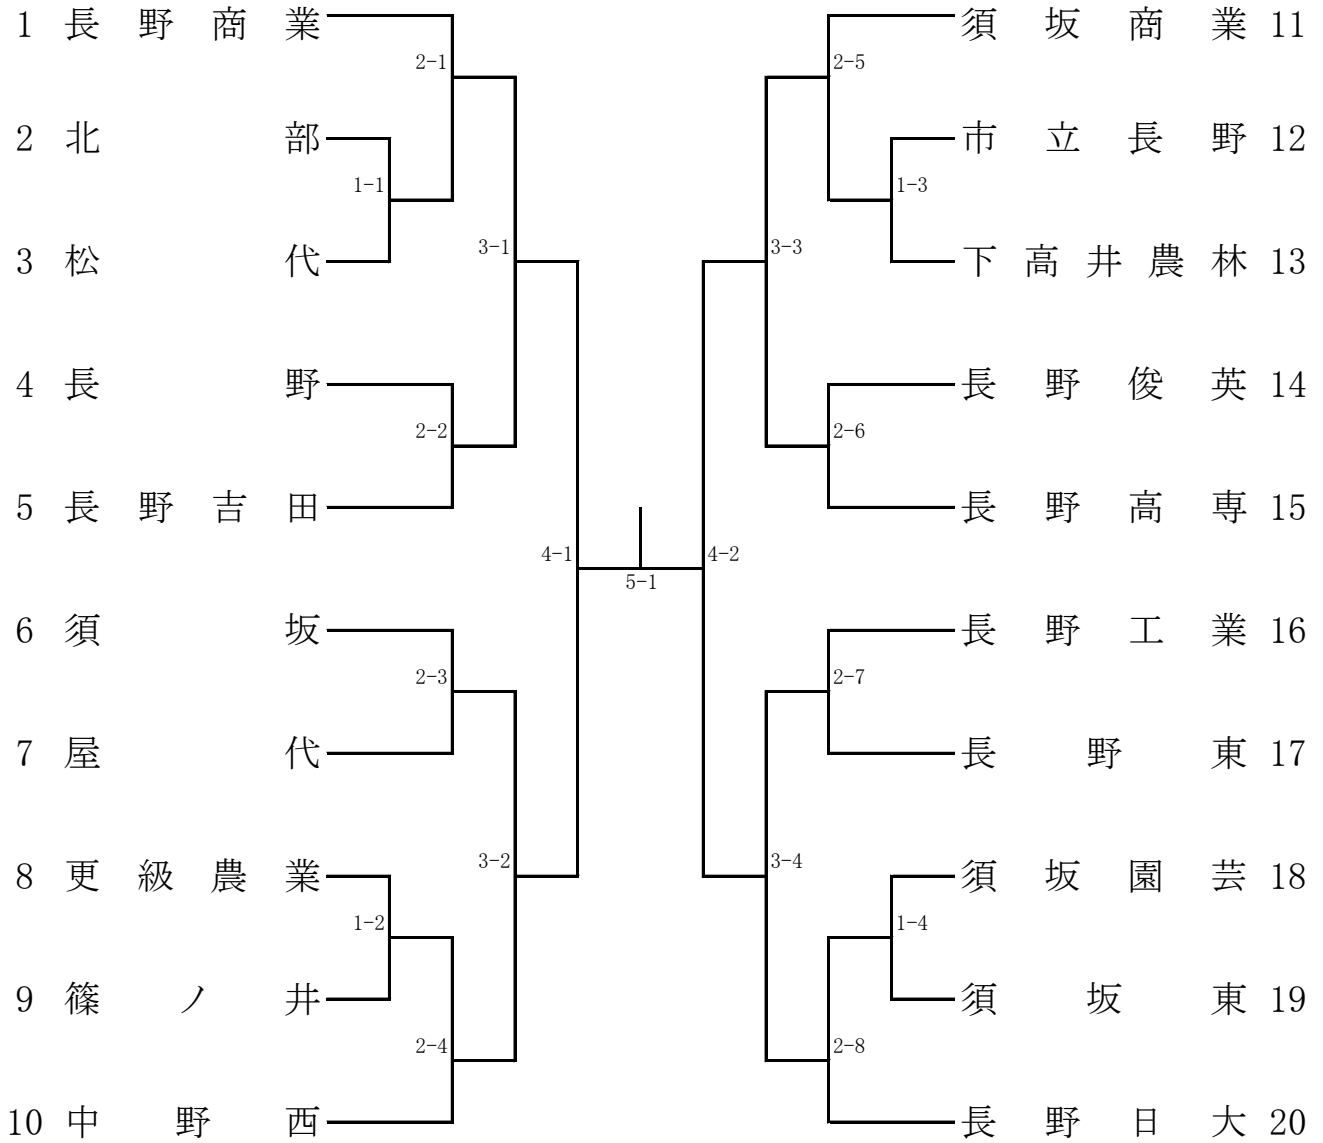 1 長野商業
2-1
2 北部
1-1
3 松代
3-1
4 長野
2-2
5 長野吉田
4-1
6 須坂
2-3
7 屋代
3-2
8 更級農業
1-2
9 篠ノ井
2-4
10 中野西
5-1
須坂商業 11
2-5
市立長野 12
1-3
下高井農林 13
3-3
長野俊英 14
2-6
長野高専 15
4-2
長野工業 16
2-7
長野東 17
3-4
須坂園芸 18
1-4
須坂東 19
2-8
長野日大 20